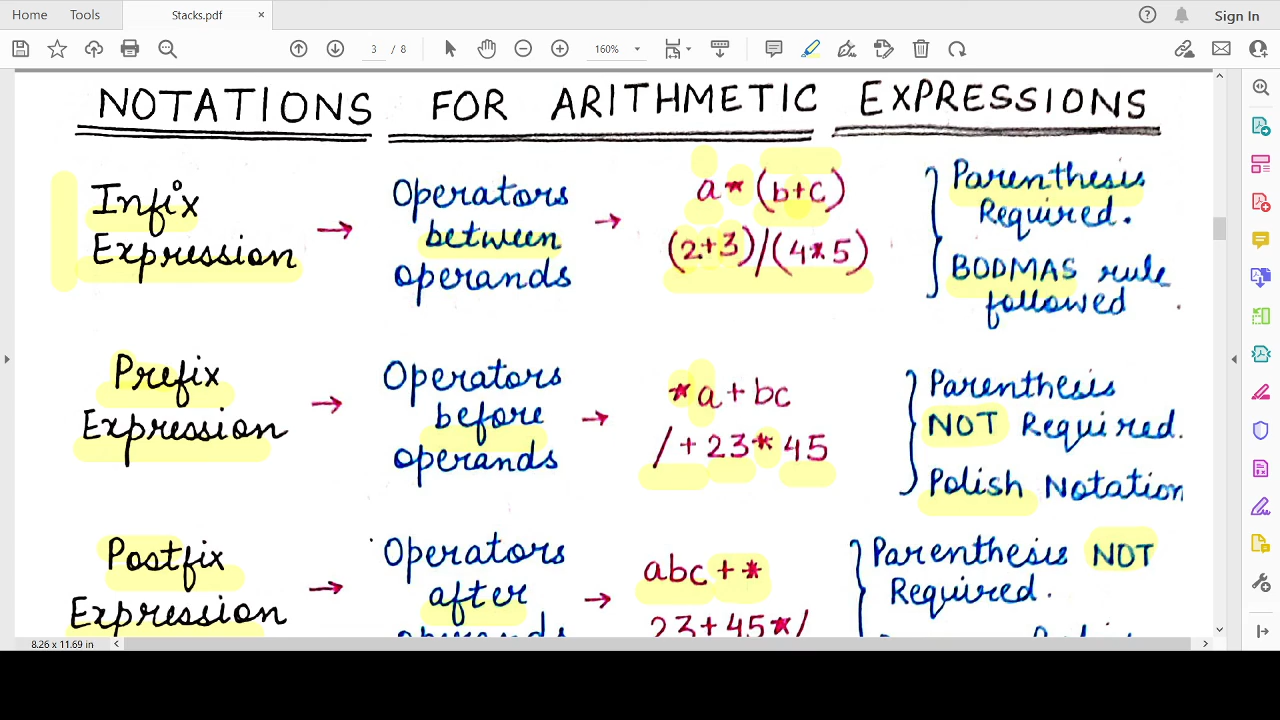 Home Tools Stacks.pdf × Sign In
3 / 8 160%
NOTATIONS FOR ARITHMETIC EXPRESSIONS
Infix Expression → Operators between operands → a * (b+c)
(2+3)/(4*5)
Parenthesis Required.
BODMAS rule followed
Prefix Expression → Operators before operands → *a+bc
/+23*45
Parenthesis NOT Required.
Polish Notation
Postfix Expression → Operators after operands → abc+*
23+45*/
Parenthesis NOT Required.
8.26 x 11.69 in